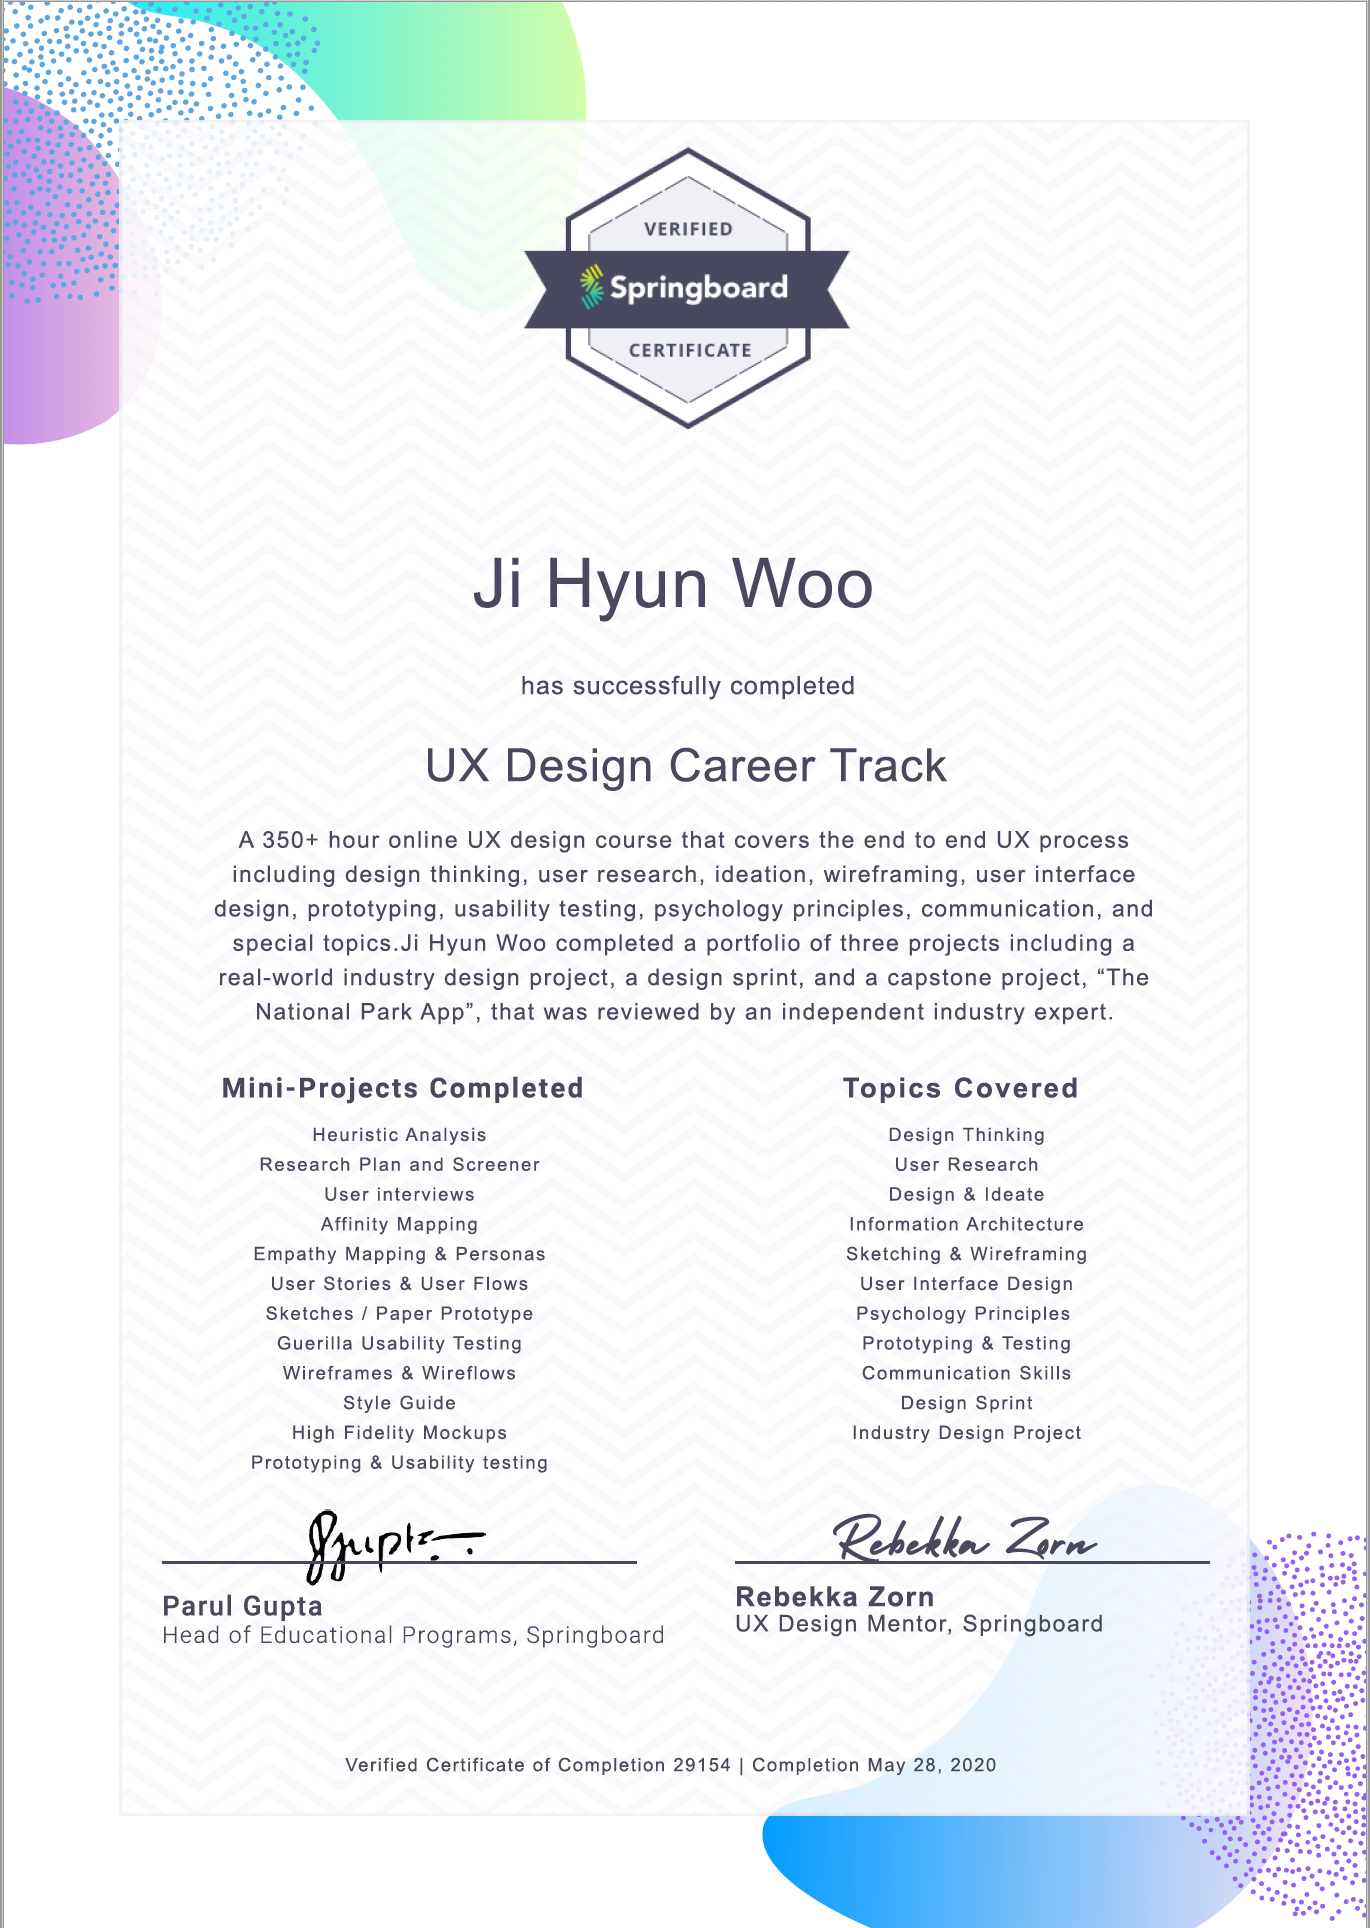 VERIFIED
Springboard
CERTIFICATE
Ji Hyun Woo
has successfully completed
UX Design Career Track
A 350+ hour online UX design course that covers the end to end UX process
including design thinking, user research, ideation, wireframing, user interface
design, prototyping, usability testing, psychology principles, communication, and
special topics.Ji Hyun Woo completed a portfolio of three projects including a
real-world industry design project, a design sprint, and a capstone project, “The
National Park App”, that was reviewed by an independent industry expert.
Mini-Projects Completed
Heuristic Analysis
Research Plan and Screener
User interviews
Affinity Mapping
Empathy Mapping & Personas
User Stories & User Flows
Sketches / Paper Prototype
Guerilla Usability Testing
Wireframes & Wireflows
Style Guide
High Fidelity Mockups
Prototyping & Usability testing
Topics Covered
Design Thinking
User Research
Design & Ideate
Information Architecture
Sketching & Wireframing
User Interface Design
Psychology Principles
Prototyping & Testing
Communication Skills
Design Sprint
Industry Design Project
Parul Gupta
Head of Educational Programs, Springboard
Rebekka Zorn
Rebekka Zorn
UX Design Mentor, Springboard
Verified Certificate of Completion 29154 | Completion May 28, 2020